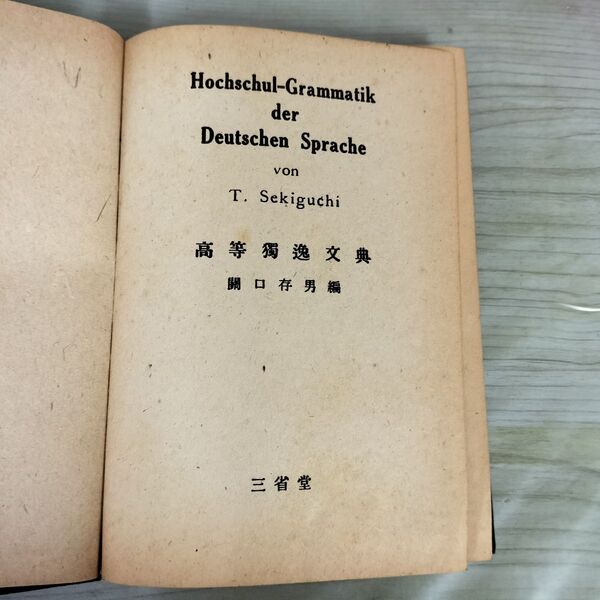 Hochschul-Grammatik
der
Deutschen Sprache
von
T. Sekiguchi
高等獨逸文典
關口存男編
三省堂